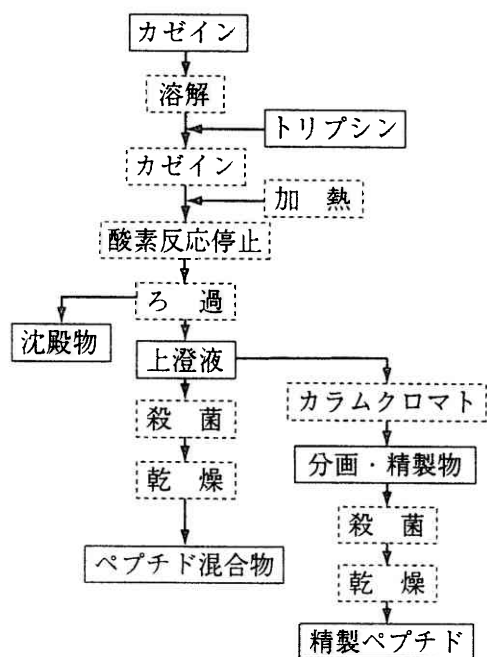 カゼイン
溶解
トリプシン
カゼイン
加 熱
酸素反応停止
ろ 過
沈殿物
上澄液
殺 菌
カラムクロマト
乾 燥
分画・精製物
ペプチド混合物
殺 菌
乾 燥
精製ペプチド